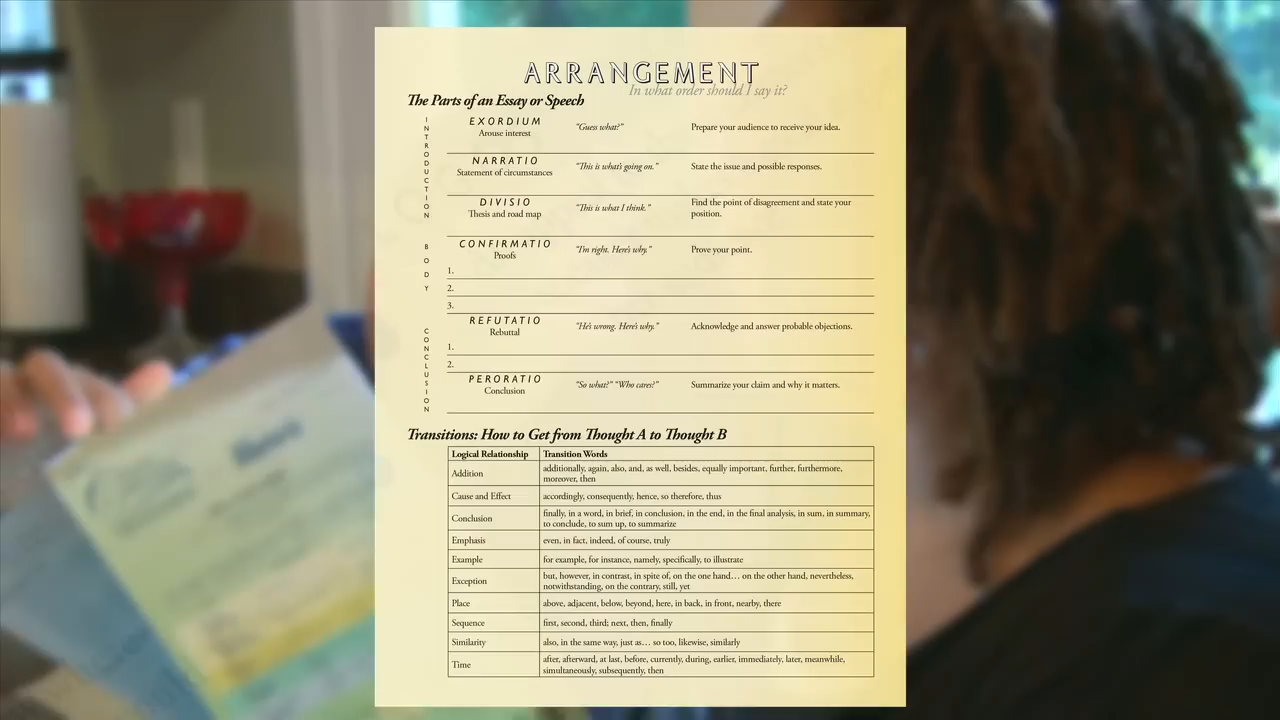 ARRANGEMENT
In what order should I say it?
The Parts of an Essay or Speech
INTRODUCTION
EXORDIUM
Arouse interest
"Guess what?"
Prepare your audience to receive your idea.
NARRATIO
Statement of circumstances
"This is what's going on."
State the issue and possible responses.
DIVISIO
Thesis and road map
"This is what I think."
Find the point of disagreement and state your
position.
BODY
CONFIRMATIO
Proofs
"I'm right. Here's why."
Prove your point.
1.
2.
3.
CONCLUSION
REFUTATIO
Rebuttal
"He's wrong. Here's why."
Acknowledge and answer probable objections.
1.
2.
PERORATIO
Conclusion
"So what?" "Who cares?"
Summarize your claim and why it matters.
Transitions: How to Get from Thought A to Thought B
Logical Relationship Transition Words
Addition
additionally, again, also, and, as well, besides, equally important, further, furthermore,
moreover, then
Cause and Effect
accordingly, consequently, hence, so therefore, thus
Conclusion
finally, in a word, in brief, in conclusion, in the end, in the final analysis, in sum, in summary,
to conclude, to sum up, to summarize
Emphasis
even, in fact, indeed, of course, truly
Example
for example, for instance, namely, specifically, to illustrate
Exception
but, however, in contrast, in spite of, on the one hand… on the other hand, nevertheless,
notwithstanding, on the contrary, still, yet
Place
above, adjacent, below, beyond, here, in back, in front, nearby, there
Sequence
first, second, third; next, then, finally
Similarity
also, in the same way, just as… so too, likewise, similarly
Time
after, afterward, at last, before, currently, during, earlier, immediately, later, meanwhile,
simultaneously, subsequently, then